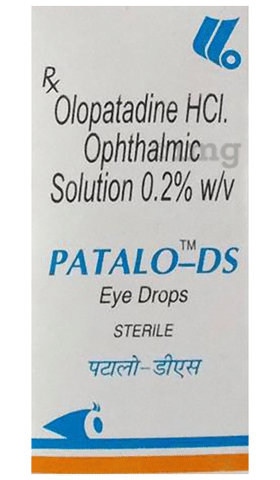 Rx
Olopatadine HCl.
Ophthalmic
Solution 0.2% w/v
PATALO–DS™
Eye Drops
STERILE
पटालो-डीएस